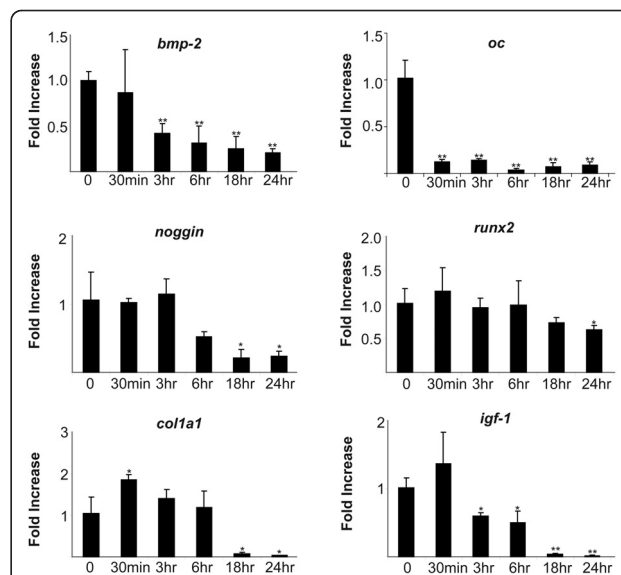 bmp-2
Fold Increase
1.5
1.0
0.5
** ** ** **
0 30min 3hr 6hr 18hr 24hr
oc
Fold Increase
1.5
1.0
0.5
** ** ** ** **
0 30min 3hr 6hr 18hr 24hr
noggin
Fold Increase
2
1
* *
0 30min 3hr 6hr 18hr 24hr
runx2
Fold Increase
2.0
1.5
1.0
0.5
*
0 30min 3hr 6hr 18hr 24hr
col1a1
Fold Increase
3
2
1
* * *
0 30min 3hr 6hr 18hr 24hr
igf-1
Fold Increase
2
1
* * ** **
0 30min 3hr 6hr 18hr 24hr